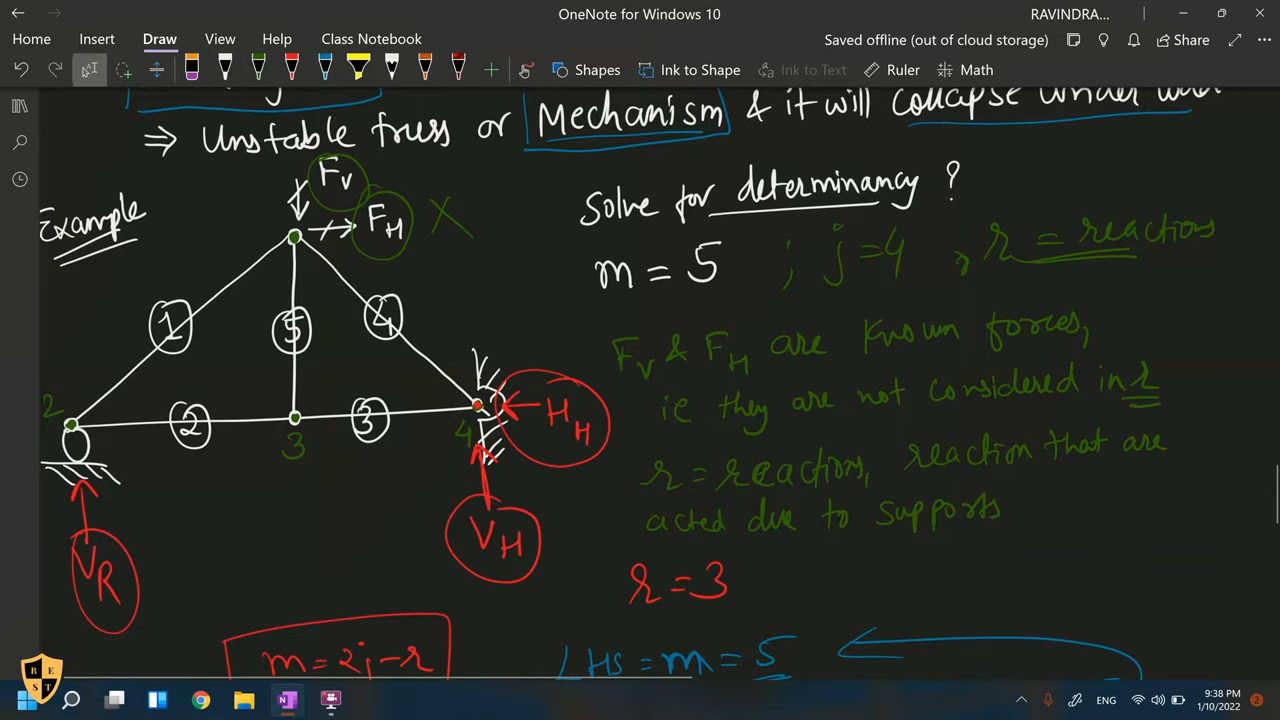 OneNote for Windows 10
RAVINDRA...
Home Insert Draw View Help Class Notebook
Saved offline (out of cloud storage) Share
Shapes Ink to Shape Ink to Text Ruler Math
⇒ Unstable truss or Mechanism & it will collapse under
Example
Fv
FH X
1 5 4
2 2 3 4
3
HH
VR
VH
Solve for determinancy ?
m = 5 ; j = 4 , r = reactions
Fv & FH are known forces,
ie they are not considered in r
r = reactions, reaction that are
acted due to supports
r = 3
m = 2j - r
LHS = m = 5
BEST
ENG
9:38 PM
1/10/2022
2